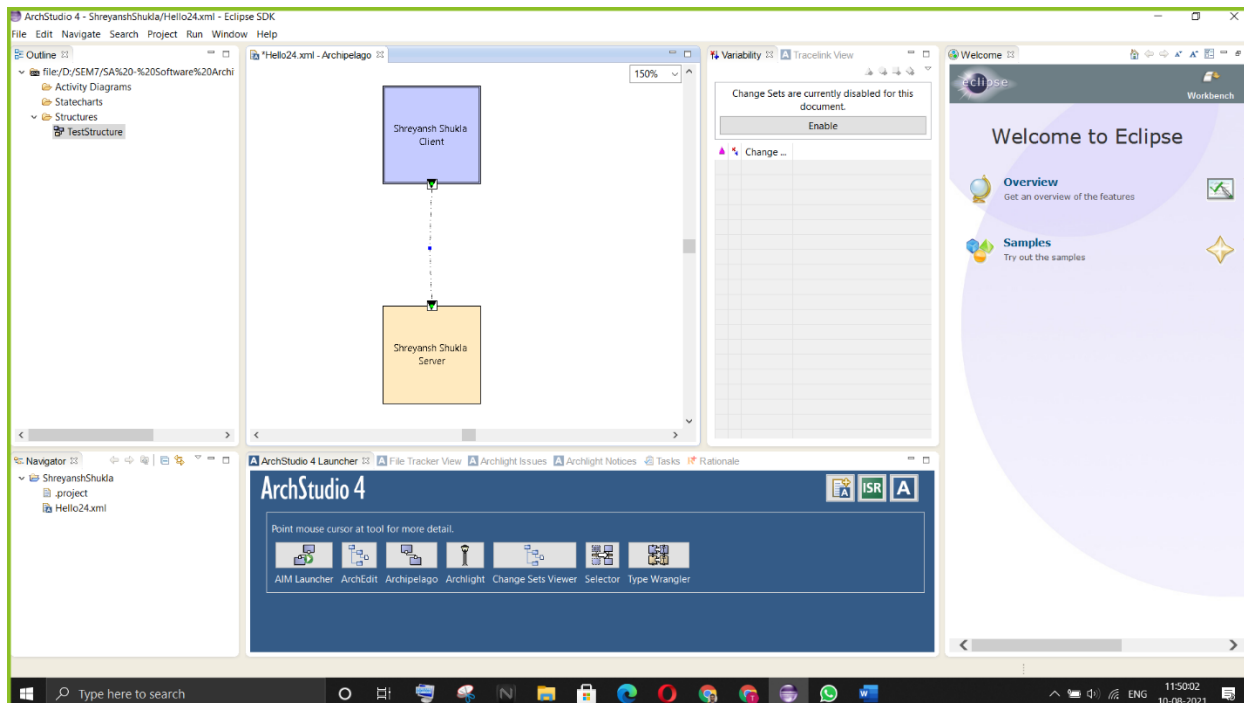 ArchStudio 4 - ShreyanshShukla/Hello24.xml - Eclipse SDK
File Edit Navigate Search Project Run Window Help
Outline
file:/D:/SEM7/SA%20-%20Software%20Archi
Activity Diagrams
Statecharts
Structures
TestStructure
*Hello24.xml - Archipelago
150%
Shreyansh Shukla
Client
Shreyansh Shukla
Server
Variability Tracelink View
Change Sets are currently disabled for this
document.
Enable
Change ...
Welcome
eclipse
Workbench
Welcome to Eclipse
Overview
Get an overview of the features
Samples
Try out the samples
Navigator
ShreyanshShukla
.project
Hello24.xml
ArchStudio 4 Launcher File Tracker View Archlight Issues Archlight Notices Tasks Rationale
ArchStudio 4
ISR A
Point mouse cursor at tool for more detail.
AIM Launcher ArchEdit Archipelago Archlight Change Sets Viewer Selector Type Wrangler
Type here to search
ENG
11:50:02
10-08-2021